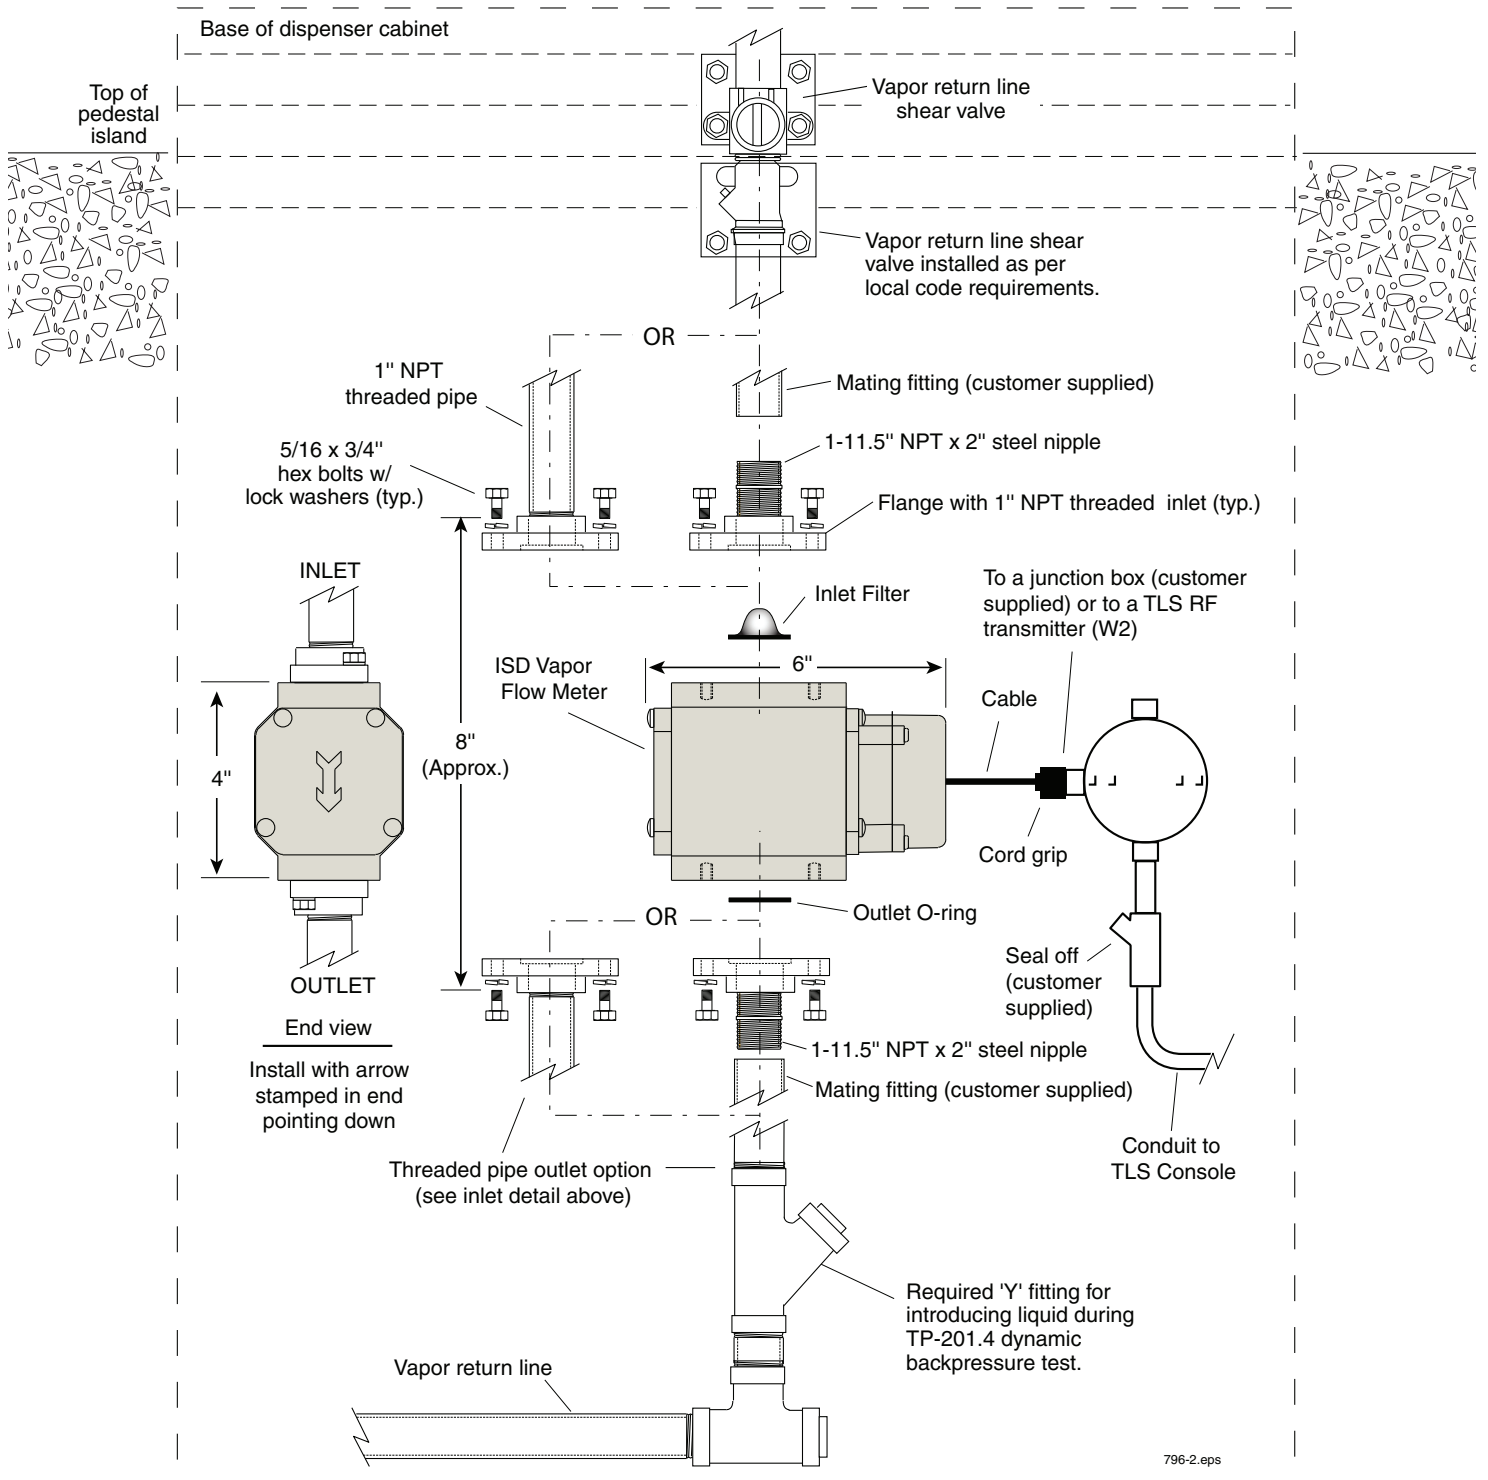 Base of dispenser cabinet
Top of
pedestal
island
Vapor return line
shear valve
Vapor return line shear
valve installed as per
local code requirements.
OR
1" NPT
threaded pipe
Mating fitting (customer supplied)
5/16 x 3/4"
hex bolts w/
lock washers (typ.)
1-11.5" NPT x 2" steel nipple
Flange with 1" NPT threaded inlet (typ.)
INLET
Inlet Filter
To a junction box (customer
supplied) or to a TLS RF
transmitter (W2)
ISD Vapor
Flow Meter
6"
Cable
4"
8"
(Approx.)
Cord grip
Outlet O-ring
OR
OUTLET
End view
Install with arrow
stamped in end
pointing down
Seal off
(customer
supplied)
1-11.5" NPT x 2" steel nipple
Mating fitting (customer supplied)
Conduit to
TLS Console
Threaded pipe outlet option
(see inlet detail above)
Required 'Y' fitting for
introducing liquid during
TP-201.4 dynamic
backpressure test.
Vapor return line
796-2.eps